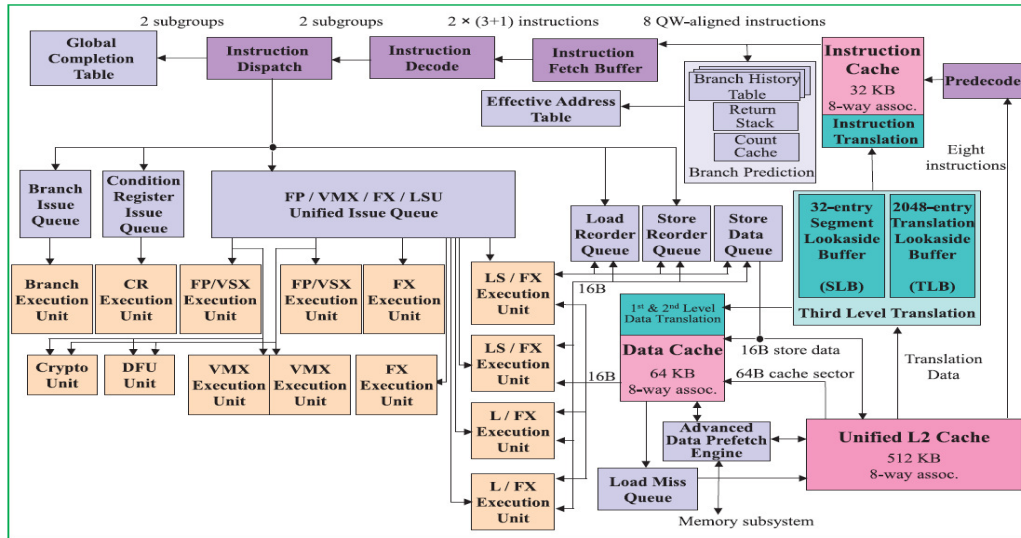 2 subgroups
2 subgroups
2 × (3+1) instructions
8 QW-aligned instructions
Global
Completion
Table
Instruction
Dispatch
Instruction
Decode
Instruction
Fetch Buffer
Branch History
Table
Return
Stack
Count
Cache
Branch Prediction
Effective Address
Table
Instruction
Cache
32 KB
8-way assoc.
Instruction
Translation
Predecode
Eight
instructions
Branch
Issue
Queue
Condition
Register
Issue
Queue
FP / VMX / FX / LSU
Unified Issue Queue
Load
Reorder
Queue
Store
Reorder
Queue
Store
Data
Queue
32-entry
Segment
Lookaside
Buffer
(SLB)
2048-entry
Translation
Lookaside
Buffer
(TLB)
Third Level Translation
Branch
Execution
Unit
CR
Execution
Unit
FP/VSX
Execution
Unit
FP/VSX
Execution
Unit
FX
Execution
Unit
LS / FX
Execution
Unit
16B
1st & 2nd Level
Data Translation
Data Cache
64 KB
8-way assoc.
16B store data
64B cache sector
Translation
Data
Crypto
Unit
DFU
Unit
VMX
Execution
Unit
VMX
Execution
Unit
FX
Execution
Unit
LS / FX
Execution
Unit
16B
L / FX
Execution
Unit
L / FX
Execution
Unit
Advanced
Data Prefetch
Engine
Unified L2 Cache
512 KB
8-way assoc.
Load Miss
Queue
Memory subsystem